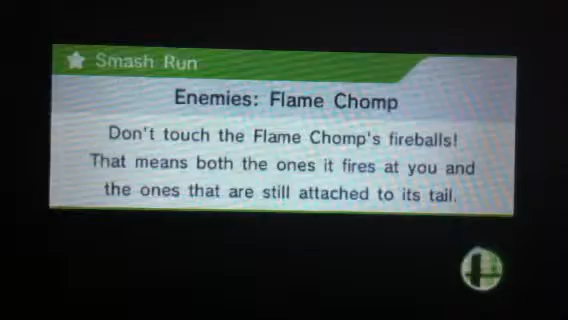 Smash Run
Enemies: Flame Chomp
Don't touch the Flame Chomp's fireballs!
That means both the ones it fires at you and
the ones that are still attached to its tail.